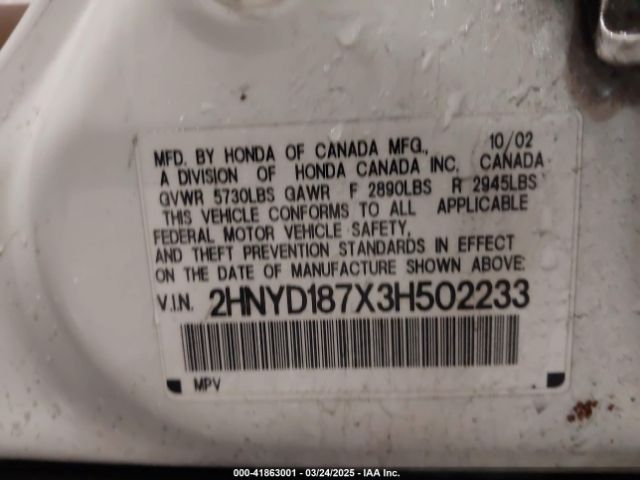 MFD. BY HONDA OF CANADA MFG., 10/02
A DIVISION OF HONDA CANADA INC. CANADA
GVWR 5730LBS GAWR F 2890LBS R 2945LBS
THIS VEHICLE CONFORMS TO ALL APPLICABLE
FEDERAL MOTOR VEHICLE SAFETY,
AND THEFT PREVENTION STANDARDS IN EFFECT
ON THE DATE OF MANUFACTURE SHOWN ABOVE:
V.I.N. 2HNYD187X3H502233
MPV
000-41863001 - 03/24/2025 - IAA Inc.